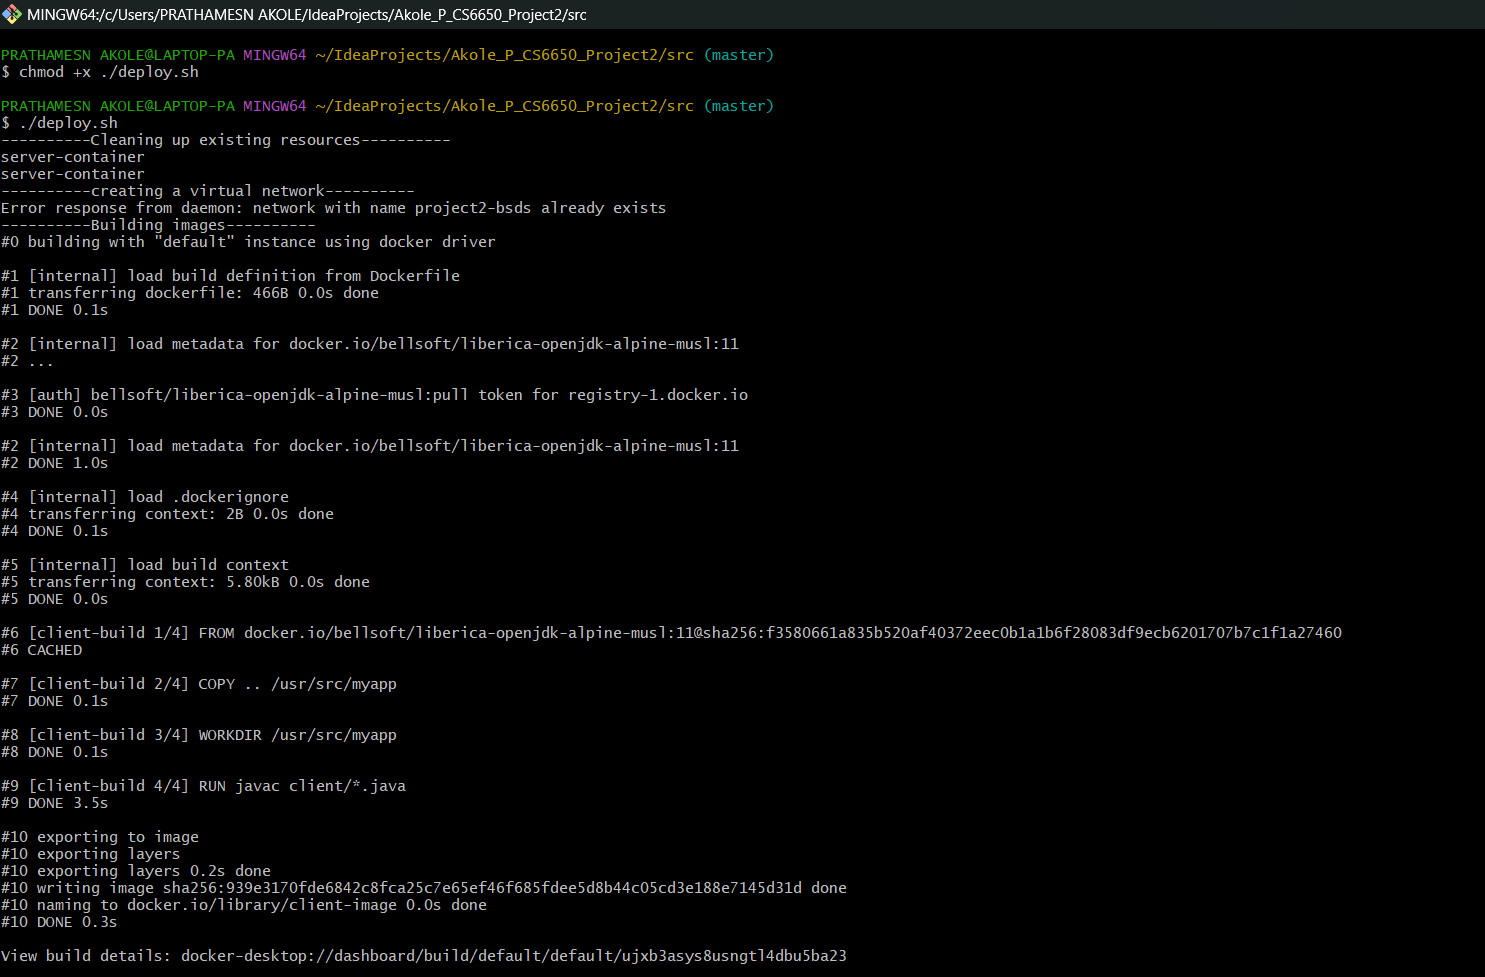 MINGW64:/c/Users/PRATHAMESN AKOLE/IdeaProjects/Akole_P_CS6650_Project2/src
PRATHAMESN AKOLE@LAPTOP-PA MINGW64 ~/IdeaProjects/Akole_P_CS6650_Project2/src (master)
$ chmod +x ./deploy.sh
PRATHAMESN AKOLE@LAPTOP-PA MINGW64 ~/IdeaProjects/Akole_P_CS6650_Project2/src (master)
$ ./deploy.sh
----------Cleaning up existing resources----------
server-container
server-container
----------creating a virtual network----------
Error response from daemon: network with name project2-bsds already exists
----------Building images----------
#0 building with "default" instance using docker driver
#1 [internal] load build definition from Dockerfile
#1 transferring dockerfile: 466B 0.0s done
#1 DONE 0.1s
#2 [internal] load metadata for docker.io/bellsoft/liberica-openjdk-alpine-musl:11
#2 ...
#3 [auth] bellsoft/liberica-openjdk-alpine-musl:pull token for registry-1.docker.io
#3 DONE 0.0s
#2 [internal] load metadata for docker.io/bellsoft/liberica-openjdk-alpine-musl:11
#2 DONE 1.0s
#4 [internal] load .dockerignore
#4 transferring context: 2B 0.0s done
#4 DONE 0.1s
#5 [internal] load build context
#5 transferring context: 5.80kB 0.0s done
#5 DONE 0.0s
#6 [client-build 1/4] FROM docker.io/bellsoft/liberica-openjdk-alpine-musl:11@sha256:f3580661a835b520af40372eec0b1a1b6f28083df9ecb6201707b7c1f1a27460
#6 CACHED
#7 [client-build 2/4] COPY .. /usr/src/myapp
#7 DONE 0.1s
#8 [client-build 3/4] WORKDIR /usr/src/myapp
#8 DONE 0.1s
#9 [client-build 4/4] RUN javac client/*.java
#9 DONE 3.5s
#10 exporting to image
#10 exporting layers
#10 exporting layers 0.2s done
#10 writing image sha256:939e3170fde6842c8fca25c7e65ef46f685fdee5d8b44c05cd3e188e7145d31d done
#10 naming to docker.io/library/client-image 0.0s done
#10 DONE 0.3s
View build details: docker-desktop://dashboard/build/default/default/ujxb3asys8usngtl4dbu5ba23